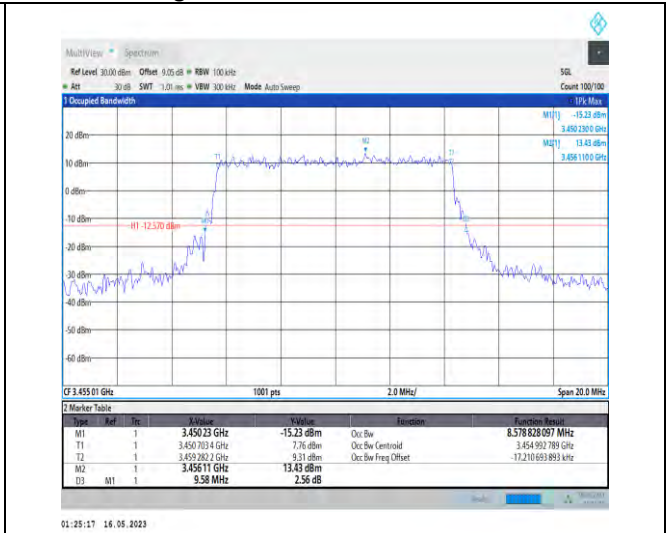 MultiView Spectrum
Ref Level 30.00 dBm Offset 9.05 dB RBW 100 kHz SGL
Att 30 dB SWT 1.01 ms VBW 300 kHz Mode Auto Sweep Count 100/100
1 Occupied Bandwidth 1Pk Max
M1[1] -15.23 dBm
3.450 2300 GHz
M2[1] 13.43 dBm
3.456 1100 GHz
20 dBm
M2
T1
10 dBm
0 dBm
-10 dBm
H1 -12.570 dBm
-20 dBm
-30 dBm
-40 dBm
-50 dBm
-60 dBm
CF 3.455 01 GHz 1001 pts 2.0 MHz/ Span 20.0 MHz
2 Marker Table
Type Ref Trc X-Value Y-Value Function Function Result
M1 1 3.450 23 GHz -15.23 dBm Occ Bw 8.578 828 097 MHz
T1 1 3.450 703 4 GHz 7.76 dBm Occ Bw Centroid 3.454 992 789 GHz
T2 1 3.459 282 2 GHz 9.31 dBm Occ Bw Freq Offset -17.210 693 893 kHz
M2 1 3.456 11 GHz 13.43 dBm
D3 M1 1 9.58 MHz 2.56 dB
01:25:17 16.05.2023